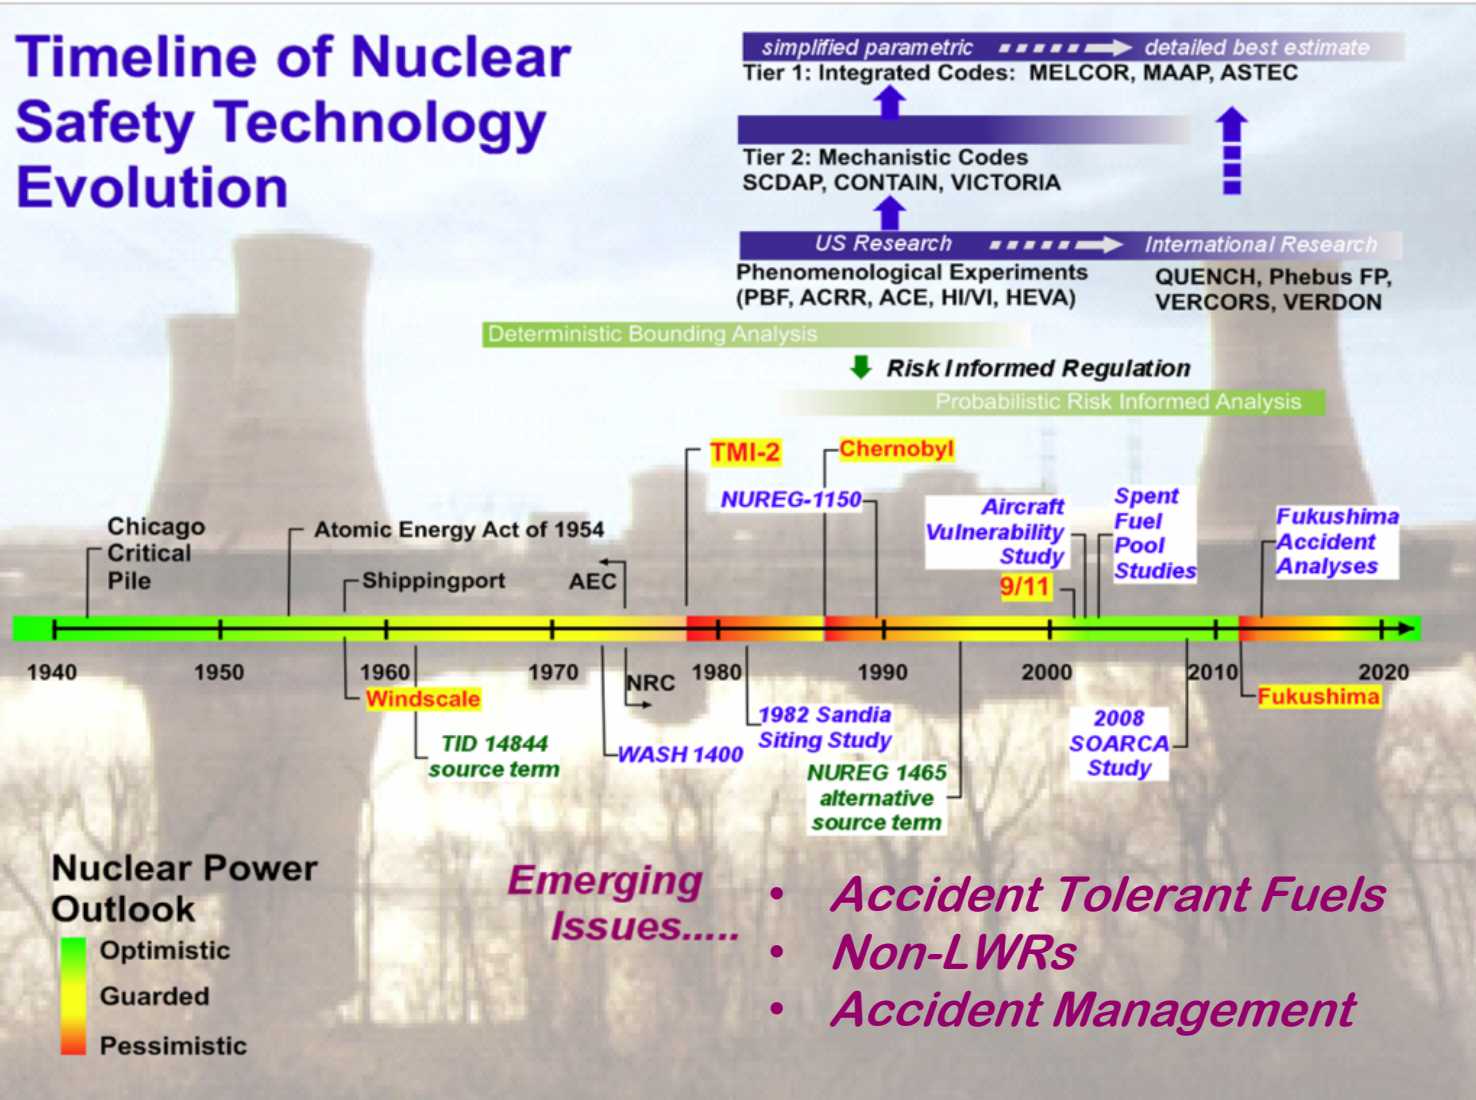 Timeline of Nuclear
Safety Technology
Evolution
simplified parametric
detailed best estimate
Tier 1: Integrated Codes: MELCOR, MAAP, ASTEC
Tier 2: Mechanistic Codes
SCDAP, CONTAIN, VICTORIA
US Research
International Research
Phenomenological Experiments
(PBF, ACRR, ACE, HI/VI, HEVA)
QUENCH, Phebus FP,
VERCORS, VERDON
Deterministic Bounding Analysis
Risk Informed Regulation
Probabilistic Risk Informed Analysis
TMI-2
Chernobyl
NUREG-1150
Aircraft
Vulnerability
Study
9/11
Spent
Fuel
Pool
Studies
Fukushima
Accident
Analyses
Chicago
Critical
Pile
Atomic Energy Act of 1954
Shippingport
AEC
1940
1950
1960
1970
1980
1990
2000
2010
2020
NRC
Windscale
Fukushima
TID 14844
source term
WASH 1400
1982 Sandia
Siting Study
NUREG 1465
alternative
source term
2008
SOARCA
Study
Nuclear Power
Outlook
Optimistic
Guarded
Pessimistic
Emerging
Issues.....
• Accident Tolerant Fuels
• Non-LWRs
• Accident Management